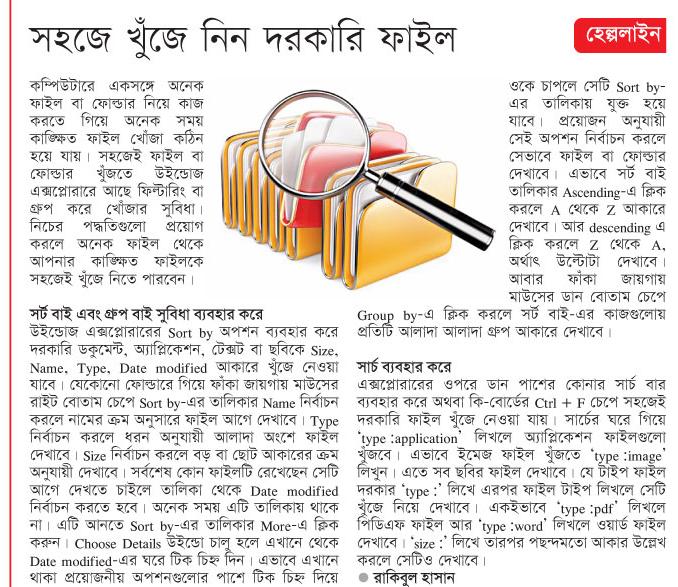 সহজে খুঁজে নিন দরকারি ফাইল
হেল্পলাইন
কম্পিউটারে একসঙ্গে অনেক
ফাইল বা ফোল্ডার নিয়ে কাজ
করতে গিয়ে অনেক সময়
কাঙ্ক্ষিত ফাইল খোঁজা কঠিন
হয়ে যায়। সহজেই ফাইল বা
ফোল্ডার খুঁজতে উইন্ডোজ
এক্সপ্লোরারে আছে ফিল্টারিং বা
গ্রুপ করে খোঁজার সুবিধা।
নিচের পদ্ধতিগুলো প্রয়োগ
করলে অনেক ফাইল থেকে
আপনার কাঙ্ক্ষিত ফাইলকে
সহজেই খুঁজে নিতে পারবেন।
সর্ট বাই এবং গ্রুপ বাই সুবিধা ব্যবহার করে
উইন্ডোজ এক্সপ্লোরারের Sort by অপশন ব্যবহার করে
দরকারি ডকুমেন্ট, অ্যাপ্লিকেশন, টেক্সট বা ছবিকে Size,
Name, Type, Date modified আকারে খুঁজে নেওয়া
যাবে। যেকোনো ফোল্ডারে গিয়ে ফাঁকা জায়গায় মাউসের
রাইট বোতাম চেপে Sort by-এর তালিকার Name নির্বাচন
করলে নামের ক্রম অনুসারে ফাইল আগে দেখাবে। Type
নির্বাচন করলে ধরন অনুযায়ী আলাদা অংশে ফাইল
দেখাবে। Size নির্বাচন করলে বড় বা ছোট আকারের ক্রম
অনুযায়ী দেখাবে। সর্বশেষ কোন ফাইলটি রেখেছেন সেটি
আগে দেখতে চাইলে তালিকা থেকে Date modified
নির্বাচন করতে হবে। অনেক সময় এটি তালিকায় থাকে
না। এটি আনতে Sort by-এর তালিকার More-এ ক্লিক
করুন। Choose Details উইন্ডো চালু হলে এখানে থেকে
Date modified-এর ঘরে টিক চিহ্ন দিন। এভাবে এখানে
থাকা প্রয়োজনীয় অপশনগুলোর পাশে টিক চিহ্ন দিয়ে
ওকে চাপলে সেটি Sort by-
এর তালিকায় যুক্ত হয়ে
যাবে। প্রয়োজন অনুযায়ী
সেই অপশন নির্বাচন করলে
সেভাবে ফাইল বা ফোল্ডার
দেখাবে। এভাবে সর্ট বাই
তালিকার Ascending-এ ক্লিক
করলে A থেকে Z আকারে
দেখাবে। আর descending এ
ক্লিক করলে Z থেকে A,
অর্থাৎ উল্টোটা দেখাবে।
আবার ফাঁকা জায়গায়
মাউসের ডান বোতাম চেপে
Group by-এ ক্লিক করলে সর্ট বাই-এর কাজগুলোয়
প্রতিটি আলাদা আলাদা গ্রুপ আকারে দেখাবে।
সার্চ ব্যবহার করে
এক্সপ্লোরারের ওপরে ডান পাশের কোনার সার্চ বার
ব্যবহার করে অথবা কি-বোর্ডের Ctrl + F চেপে সহজেই
দরকারি ফাইল খুঁজে নেওয়া যায়। সার্চের ঘরে গিয়ে
‘type :application’ লিখলে অ্যাপ্লিকেশন ফাইলগুলো
খুঁজবে। এভাবে ইমেজ ফাইল খুঁজতে ‘type :image’
লিখুন। এতে সব ছবির ফাইল দেখাবে। যে টাইপ ফাইল
দরকার ‘type :’ লিখে এরপর ফাইল টাইপ লিখলে সেটি
খুঁজে নিয়ে দেখাবে। একইভাবে ‘type :pdf’ লিখলে
পিডিএফ ফাইল আর ‘type :word’ লিখলে ওয়ার্ড ফাইল
দেখাবে। ‘size :’ লিখে তারপর পছন্দমতো আকার উল্লেখ
করলে সেটিও দেখাবে।
● রাকিবুল হাসান